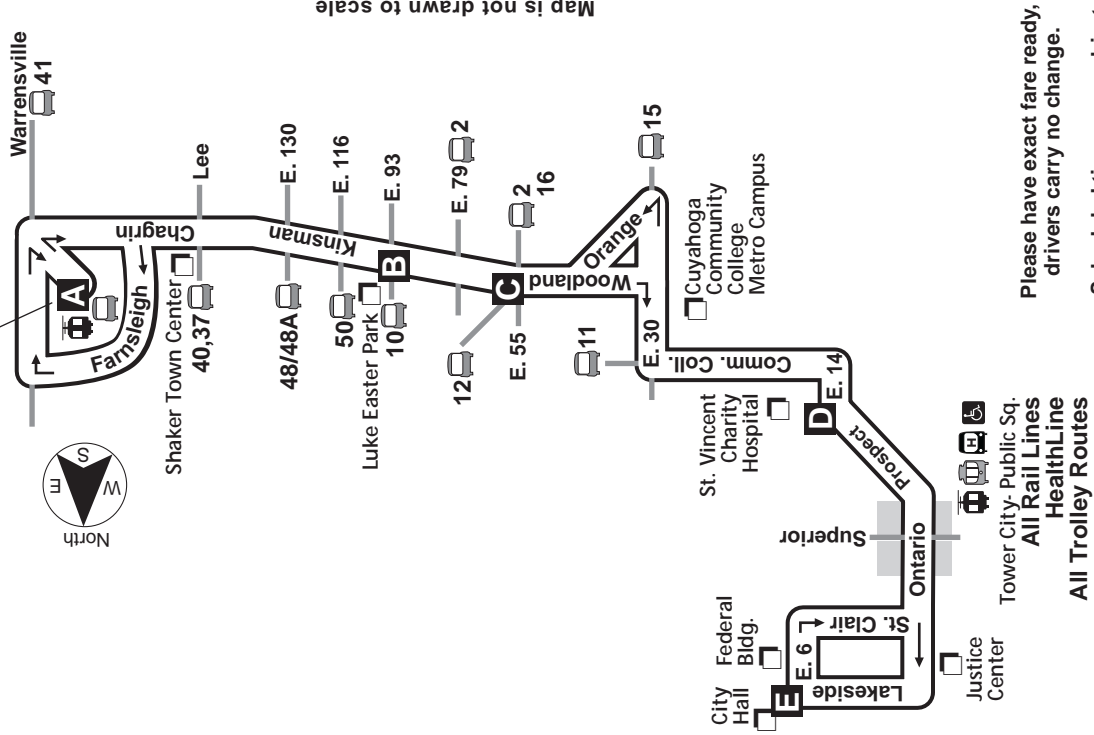 Map is not drawn to scale
Warrensville
41
A
Farnsleigh
Chagrin
Lee
Shaker Town Center
40,37
E. 130
48/48A
Kinsman
E. 116
50
Luke Easter Park
E. 93
B
10
E. 79
2
12
C
2
16
E. 55
Woodland
Orange
15
11
E. 30
Cuyahoga
Community
College
Metro Campus
Comm. Coll.
St. Vincent
Charity
Hospital
E. 14
D
Prospect
Superior
Ontario
H
Tower City- Public Sq.
All Rail Lines
HealthLine
All Trolley Routes
Federal
Bldg.
City
Hall
E
E. 6
St. Clair
Lakeside
Justice
Center
North
N
E
S
W
Please have exact fare ready,
drivers carry no change.